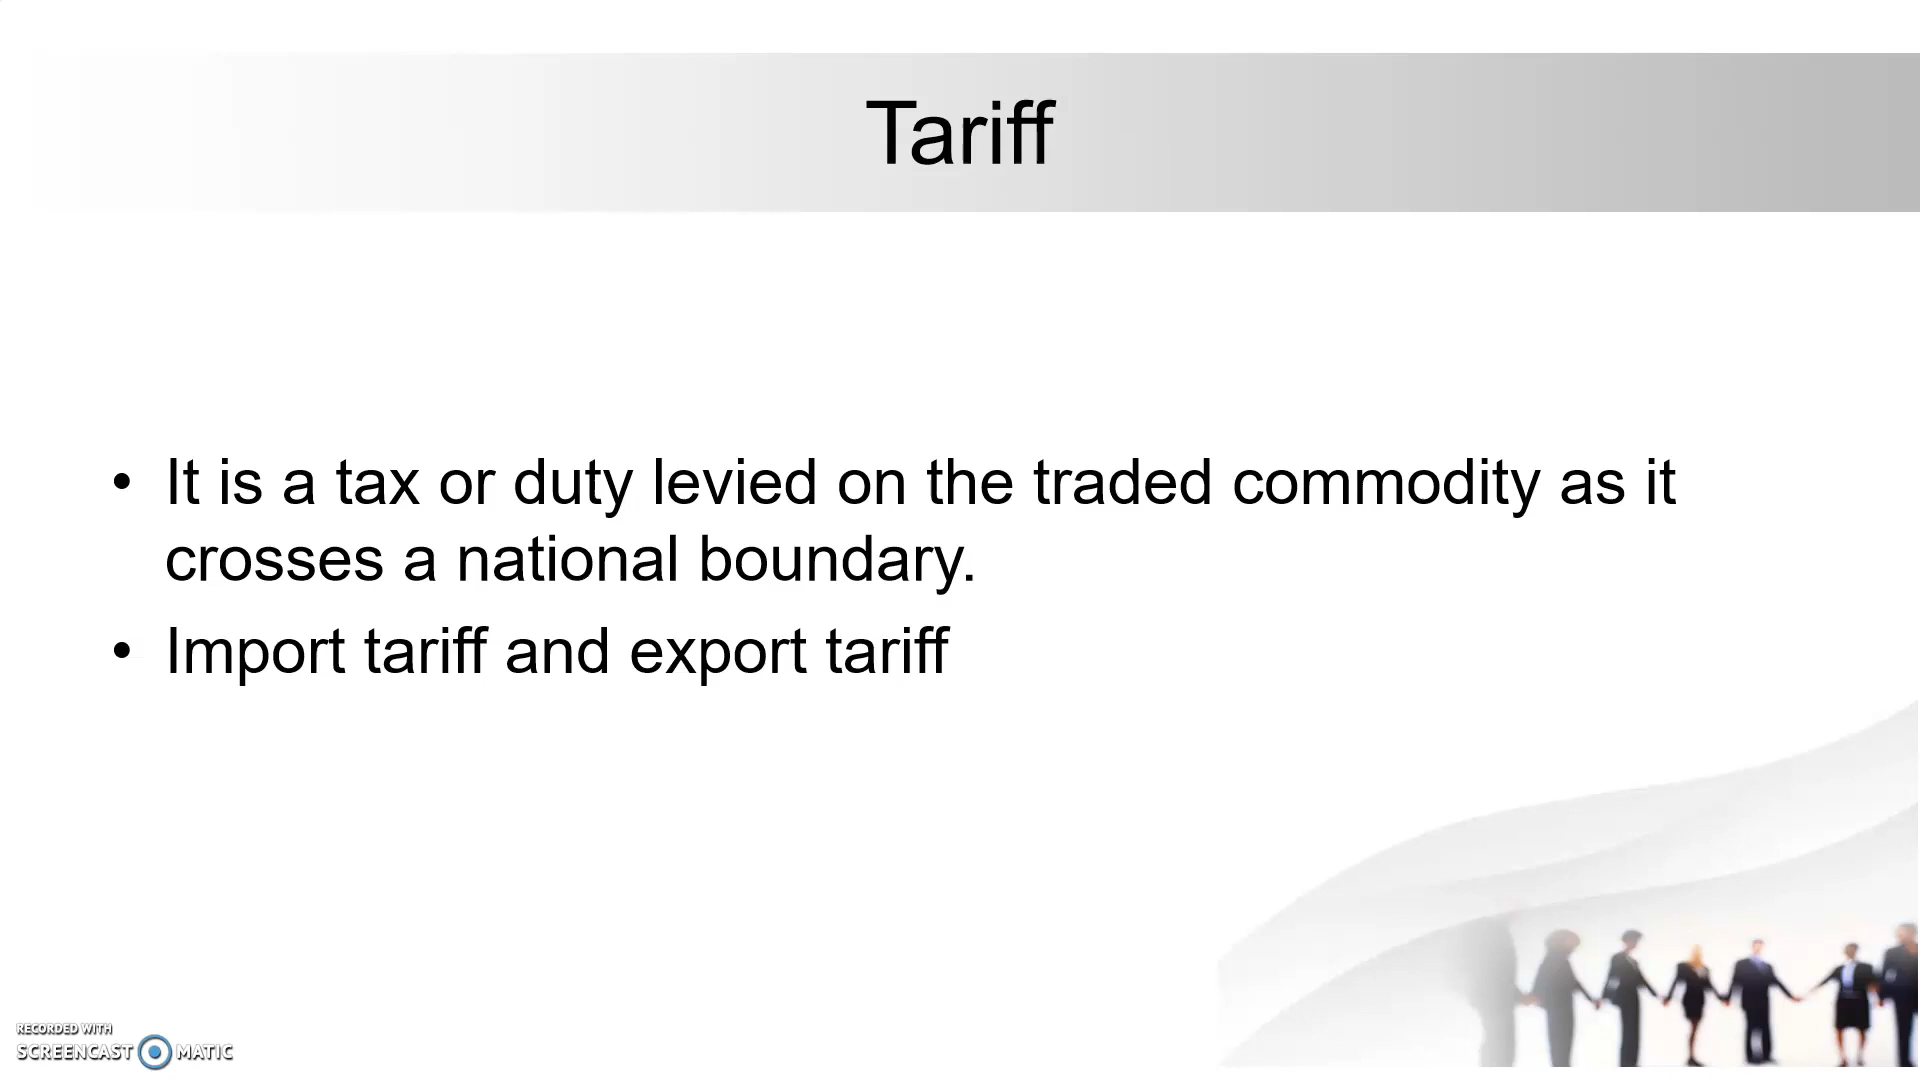 Tariff
• It is a tax or duty levied on the traded commodity as it
crosses a national boundary.
• Import tariff and export tariff
RECORDED WITH
SCREENCAST MATIC